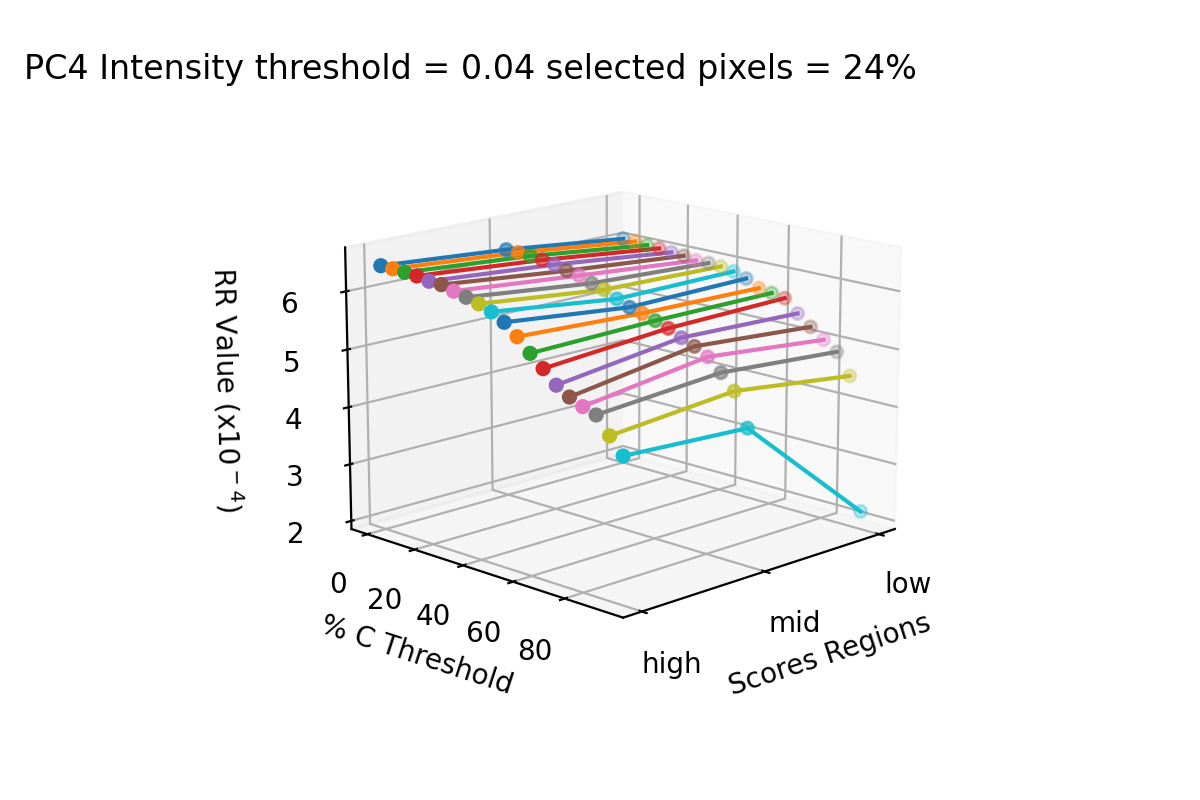 PC4 Intensity threshold = 0.04 selected pixels = 24%
RR Value (x10⁻⁴)
6
5
4
3
2
0
20
40
60
80
% C Threshold
high
mid
low
Scores Regions